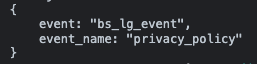 {
    event: "bs_lg_event",
    event_name: "privacy_policy"
}